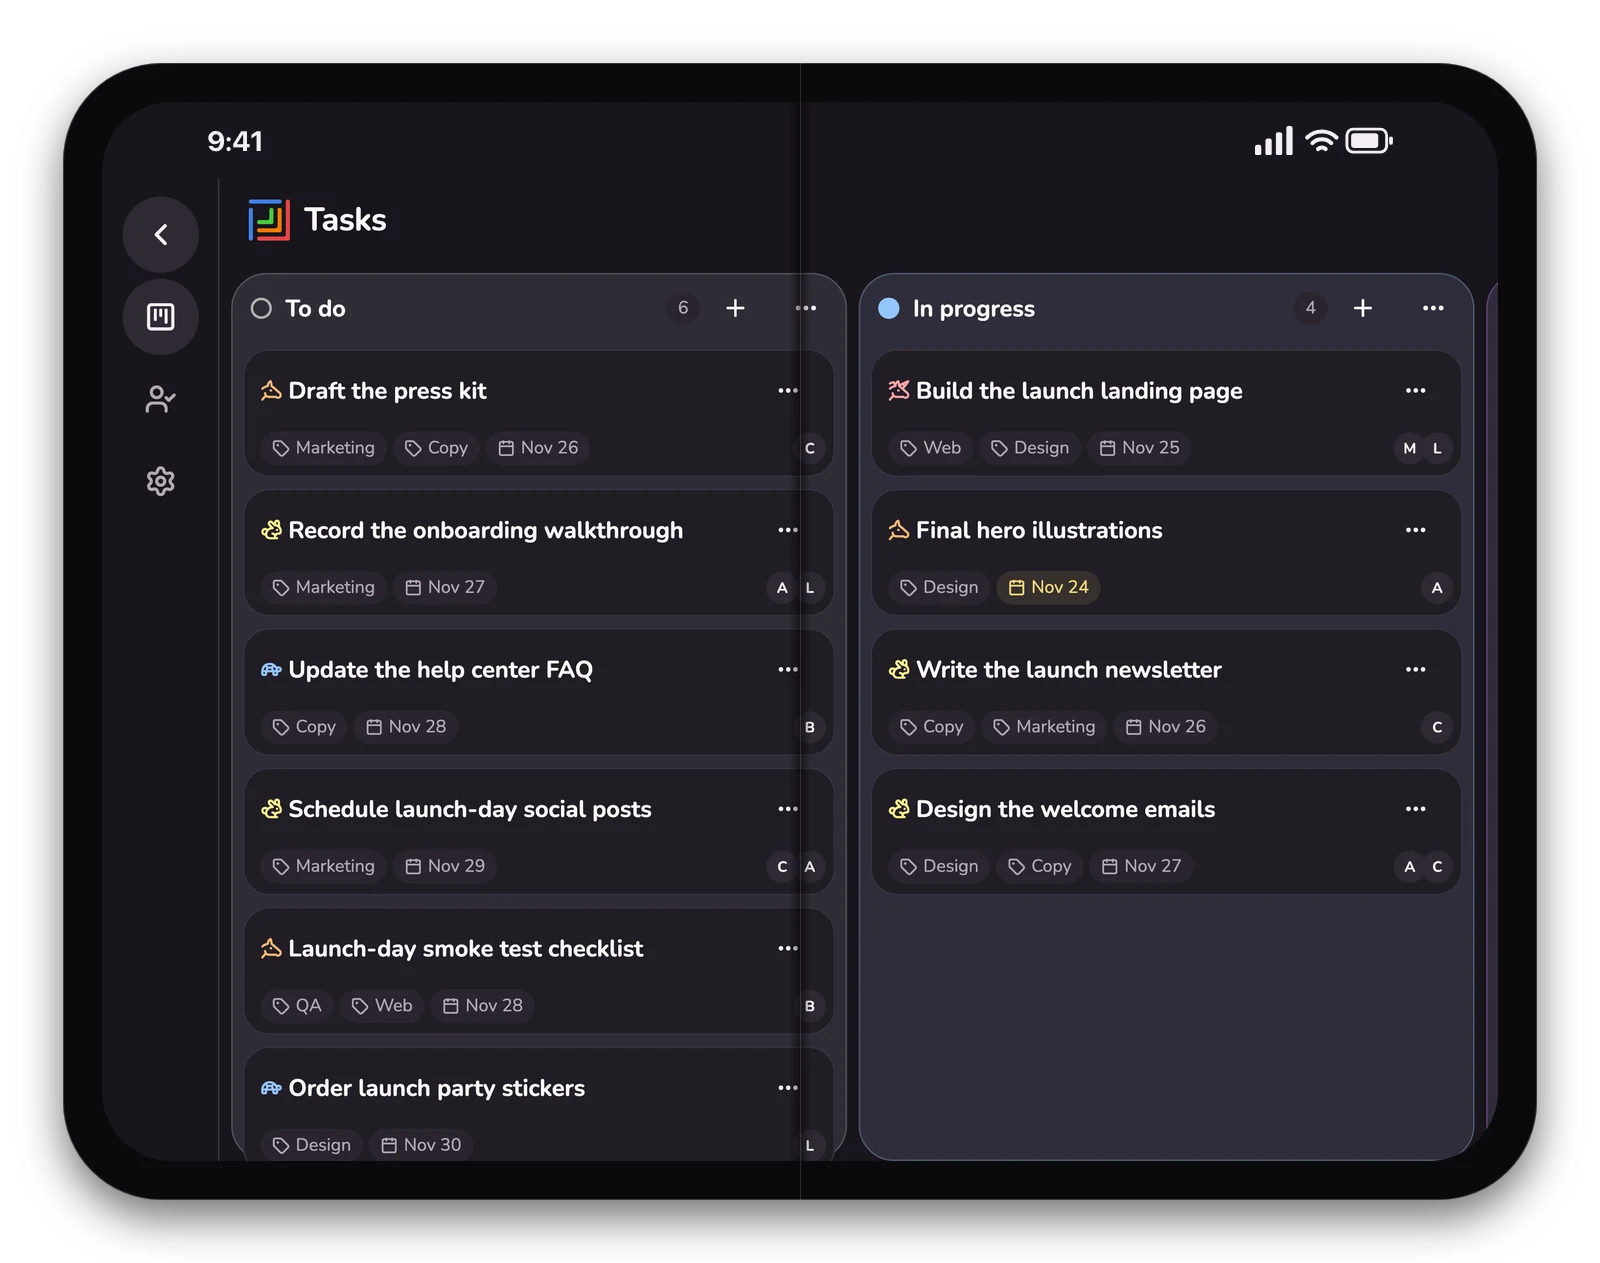 9:41
Tasks
To do 6
Draft the press kit
Marketing Copy Nov 26 C
Record the onboarding walkthrough
Marketing Nov 27 A L
Update the help center FAQ
Copy Nov 28 B
Schedule launch-day social posts
Marketing Nov 29 C A
Launch-day smoke test checklist
QA Web Nov 28 B
Order launch party stickers
Design Nov 30 L
In progress 4
Build the launch landing page
Web Design Nov 25 M L
Final hero illustrations
Design Nov 24 A
Write the launch newsletter
Copy Marketing Nov 26 C
Design the welcome emails
Design Copy Nov 27 A C